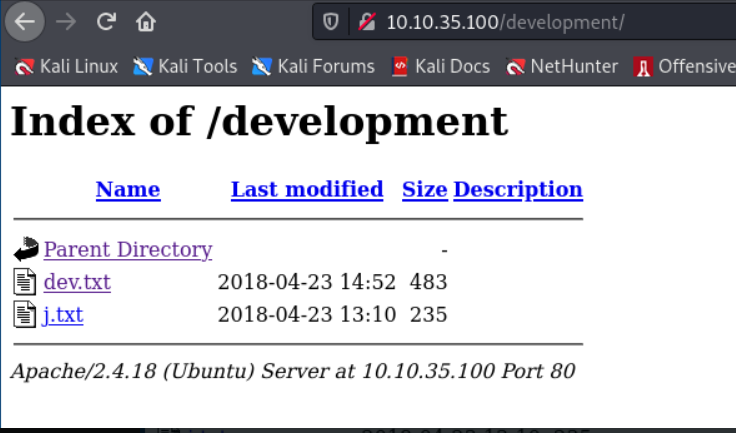 10.10.35.100/development/
Kali Linux Kali Tools Kali Forums Kali Docs NetHunter Offensive
Index of /development
Name Last modified Size Description
Parent Directory -
dev.txt 2018-04-23 14:52 483
j.txt 2018-04-23 13:10 235
Apache/2.4.18 (Ubuntu) Server at 10.10.35.100 Port 80